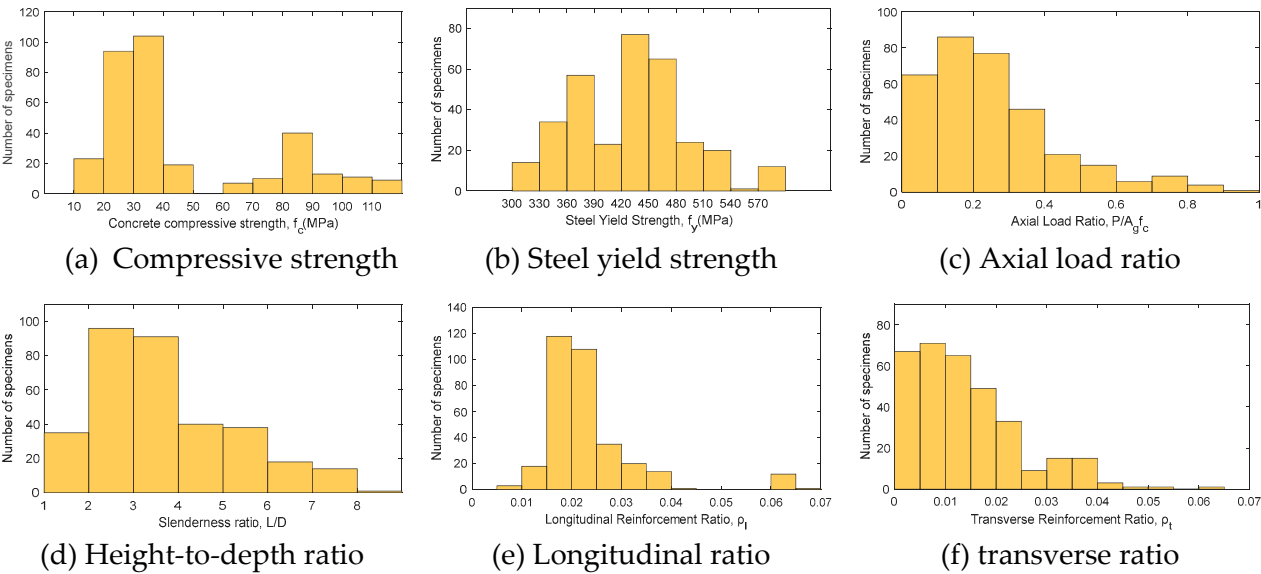 120
100
80
60
40
20
0
Number of specimens
10 20 30 40 50 60 70 80 90 100 110
Concrete compressive strength, fc(MPa)
(a) Compressive strength
80
60
40
20
0
Number of specimens
300 330 360 390 420 450 480 510 540 570
Steel Yield Strength, fy(MPa)
(b) Steel yield strength
100
80
60
40
20
0
Number of specimens
0 0.2 0.4 0.6 0.8 1
Axial Load Ratio, P/Agfc
(c) Axial load ratio
100
80
60
40
20
0
Number of specimens
1 2 3 4 5 6 7 8
Slenderness ratio, L/D
(d) Height-to-depth ratio
140
120
100
80
60
40
20
0
Number of specimens
0 0.01 0.02 0.03 0.04 0.05 0.06 0.07
Longitudinal Reinforcement Ratio, ρl
(e) Longitudinal ratio
80
60
40
20
0
Number of specimens
0 0.01 0.02 0.03 0.04 0.05 0.06 0.07
Transverse Reinforcement Ratio, ρt
(f) transverse ratio